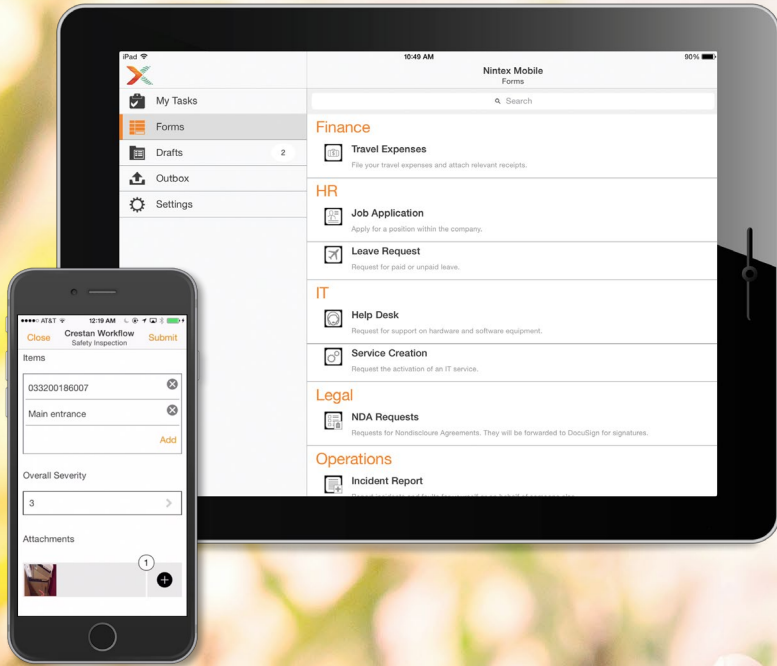 iPad
10:49 AM
90%
Nintex Mobile
Forms
Search
My Tasks
Forms
Drafts
2
Outbox
Settings
Finance
Travel Expenses
File your travel expenses and attach relevant receipts.
HR
Job Application
Apply for a position within the company.
Leave Request
Request for paid or unpaid leave.
IT
Help Desk
Request for support on hardware and software equipment.
Service Creation
Request the activation of an IT service.
Legal
NDA Requests
Requests for Nondisclosure Agreements. They will be forwarded to DocuSign for signatures.
Operations
Incident Report
AT&T
12:19 AM
Close
Crestan Workflow
Submit
Safety Inspection
Items
033200186007
Main entrance
Add
Overall Severity
3
Attachments
1